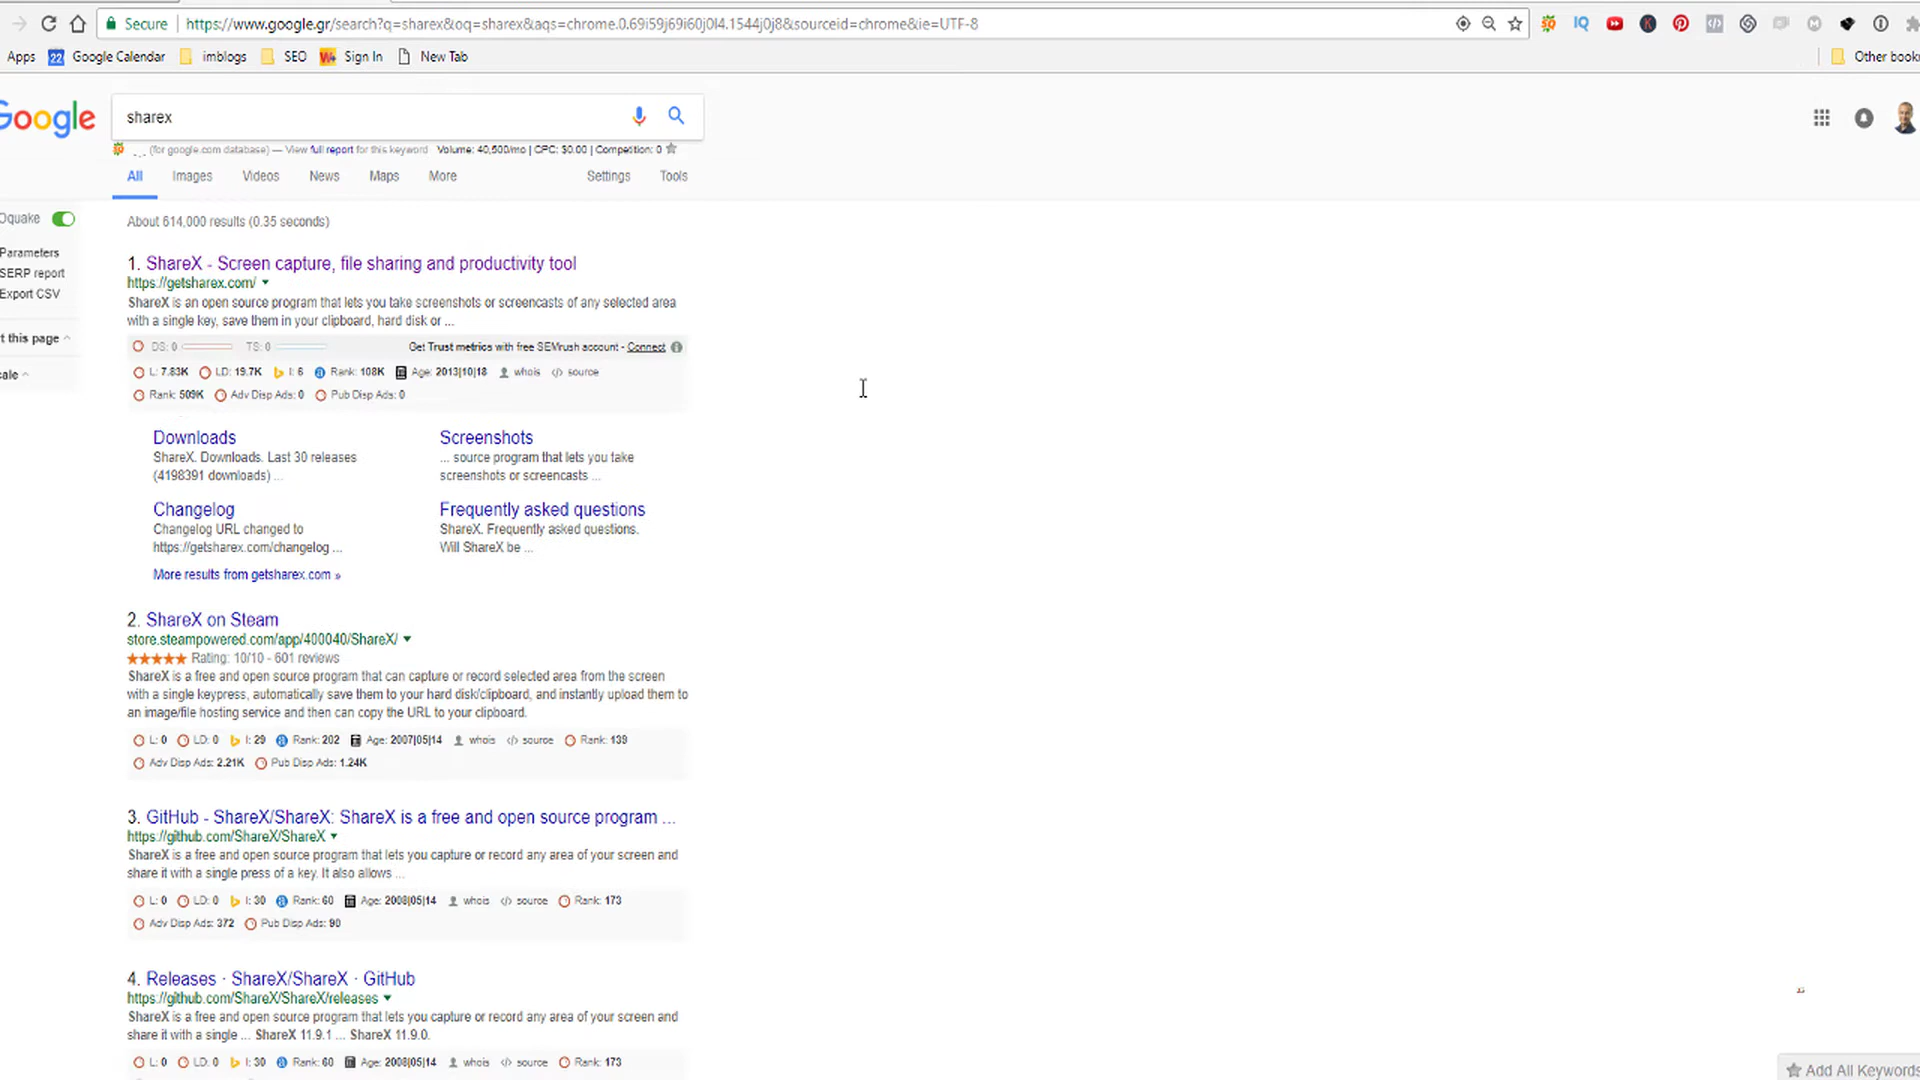 Secure https://www.google.gr/search?q=sharex&oq=sharex&aqs=chrome.0.69i59j69i60j0l4.1544j0j8&sourceid=chrome&ie=UTF-8
Apps 22 Google Calendar imblogs SEO Sign In New Tab Other book
Google sharex
(for google.com database) — View full report for this keyword Volume: 40,500/mo | CPC: $0.00 | Competition: 0
All Images Videos News Maps More Settings Tools
Oquake
About 614,000 results (0.35 seconds)
Parameters
SERP report
Export CSV
t this page
cale
1. ShareX - Screen capture, file sharing and productivity tool
https://getsharex.com/
ShareX is an open source program that lets you take screenshots or screencasts of any selected area
with a single key, save them in your clipboard, hard disk or ...
DS: 0 TS: 0 Get Trust metrics with free SEMrush account - Connect
L: 7.83K LD: 19.7K I: 6 Rank: 108K Age: 2013|10|18 whois </> source
Rank: 509K Adv Disp Ads: 0 Pub Disp Ads: 0
Downloads
ShareX. Downloads. Last 30 releases
(4198391 downloads) ...
Screenshots
... source program that lets you take
screenshots or screencasts ...
Changelog
Changelog URL changed to
https://getsharex.com/changelog ...
Frequently asked questions
ShareX. Frequently asked questions.
Will ShareX be ...
More results from getsharex.com »
2. ShareX on Steam
store.steampowered.com/app/400040/ShareX/
Rating: 10/10 - 601 reviews
ShareX is a free and open source program that can capture or record selected area from the screen
with a single keypress, automatically save them to your hard disk/clipboard, and instantly upload them to
an image/file hosting service and then can copy the URL to your clipboard.
L: 0 LD: 0 I: 29 Rank: 202 Age: 2007|05|14 whois </> source Rank: 139
Adv Disp Ads: 2.21K Pub Disp Ads: 1.24K
3. GitHub - ShareX/ShareX: ShareX is a free and open source program ...
https://github.com/ShareX/ShareX
ShareX is a free and open source program that lets you capture or record any area of your screen and
share it with a single press of a key. It also allows ...
L: 0 LD: 0 I: 30 Rank: 60 Age: 2008|05|14 whois </> source Rank: 173
Adv Disp Ads: 372 Pub Disp Ads: 90
4. Releases · ShareX/ShareX · GitHub
https://github.com/ShareX/ShareX/releases
ShareX is a free and open source program that lets you capture or record any area of your screen and
share it with a single ... ShareX 11.9.1 ... ShareX 11.9.0.
L: 0 LD: 0 I: 30 Rank: 60 Age: 2008|05|14 whois </> source Rank: 173
Add All Keywords